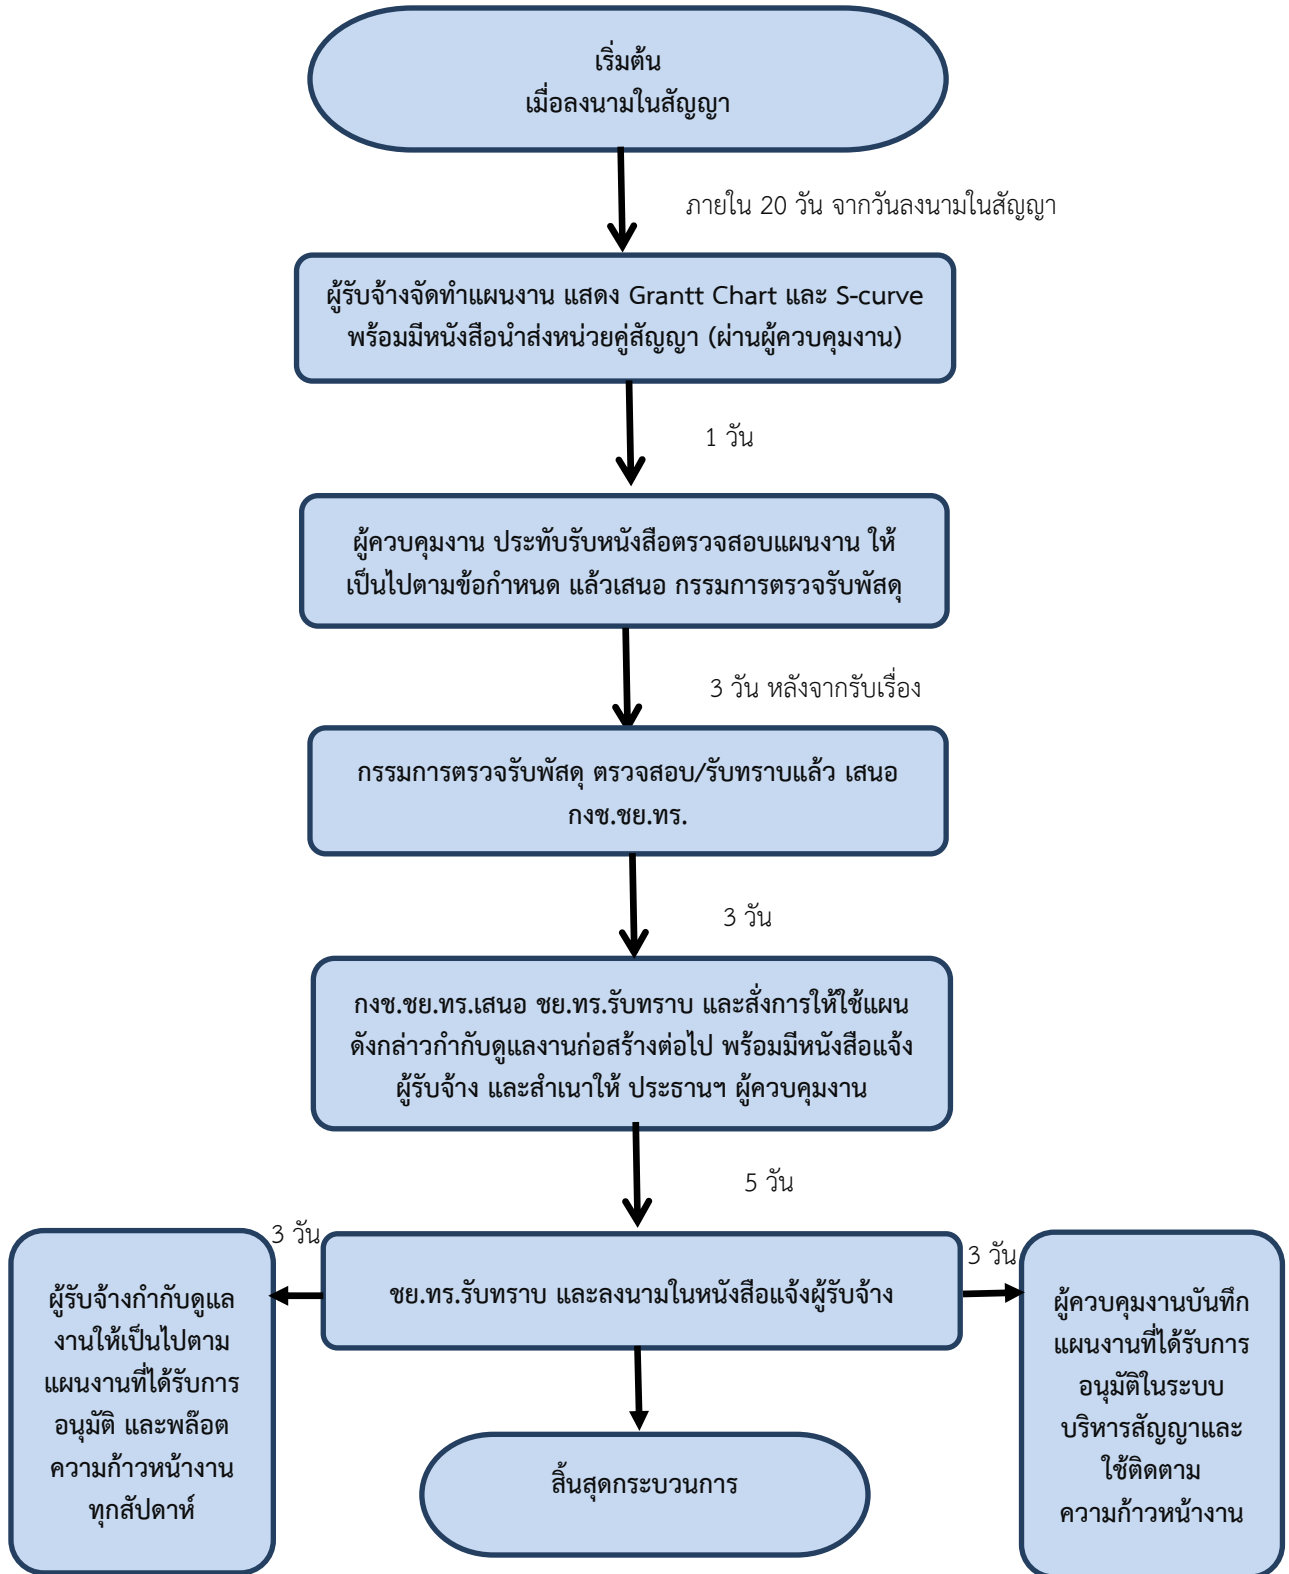 เริ่มต้น
เมื่อลงนามในสัญญา
ภายใน 20 วัน จากวันลงนามในสัญญา
ผู้รับจ้างจัดทำแผนงาน แสดง Grantt Chart และ S-curve
พร้อมมีหนังสือนำส่งหน่วยคู่สัญญา (ผ่านผู้ควบคุมงาน)
1 วัน
ผู้ควบคุมงาน ประทับรับหนังสือตรวจสอบแผนงาน ให้
เป็นไปตามข้อกำหนด แล้วเสนอ กรรมการตรวจรับพัสดุ
3 วัน หลังจากรับเรื่อง
กรรมการตรวจรับพัสดุ ตรวจสอบ/รับทราบแล้ว เสนอ
กงช.ชย.ทร.
3 วัน
กงช.ชย.ทร.เสนอ ชย.ทร.รับทราบ และสั่งการให้ใช้แผน
ดังกล่าวกำกับดูแลงานก่อสร้างต่อไป พร้อมมีหนังสือแจ้ง
ผู้รับจ้าง และสำเนาให้ ประธานฯ ผู้ควบคุมงาน
5 วัน
ชย.ทร.รับทราบ และลงนามในหนังสือแจ้งผู้รับจ้าง
3 วัน
ผู้รับจ้างกำกับดูแล
งานให้เป็นไปตาม
แผนงานที่ได้รับการ
อนุมัติ และพล๊อต
ความก้าวหน้างาน
ทุกสัปดาห์
3 วัน
ผู้ควบคุมงานบันทึก
แผนงานที่ได้รับการ
อนุมัติในระบบ
บริหารสัญญาและ
ใช้ติดตาม
ความก้าวหน้างาน
สิ้นสุดกระบวนการ